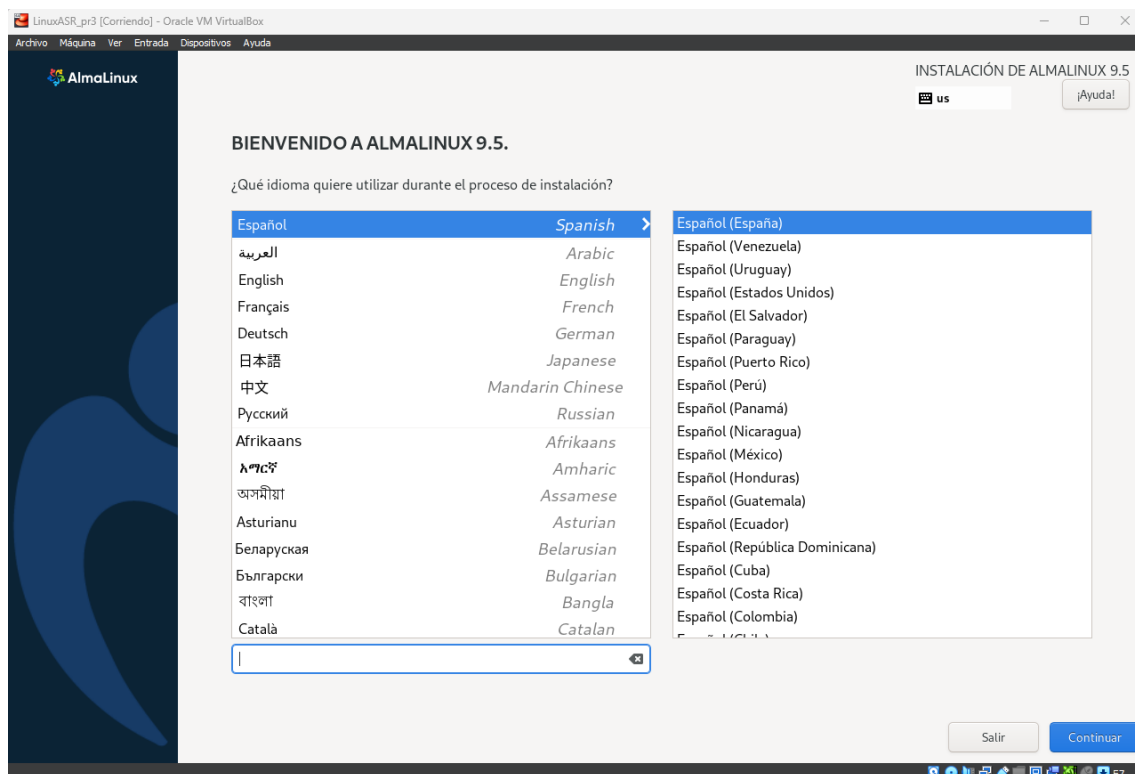 LinuxASR_pr3 [Corriendo] - Oracle VM VirtualBox
Archivo Máquina Ver Entrada Dispositivos Ayuda
AlmaLinux
INSTALACIÓN DE ALMALINUX 9.5
us
¡Ayuda!
BIENVENIDO A ALMALINUX 9.5.
¿Qué idioma quiere utilizar durante el proceso de instalación?
Español Spanish
العربية Arabic
English English
Français French
Deutsch German
日本語 Japanese
中文 Mandarin Chinese
Русский Russian
Afrikaans Afrikaans
አማርኛ Amharic
অসমীয়া Assamese
Asturianu Asturian
Беларуская Belarusian
Български Bulgarian
বাংলা Bangla
Català Catalan
Español (España)
Español (Venezuela)
Español (Uruguay)
Español (Estados Unidos)
Español (El Salvador)
Español (Paraguay)
Español (Puerto Rico)
Español (Perú)
Español (Panamá)
Español (Nicaragua)
Español (México)
Español (Honduras)
Español (Guatemala)
Español (Ecuador)
Español (República Dominicana)
Español (Cuba)
Español (Costa Rica)
Español (Colombia)
Salir
Continuar